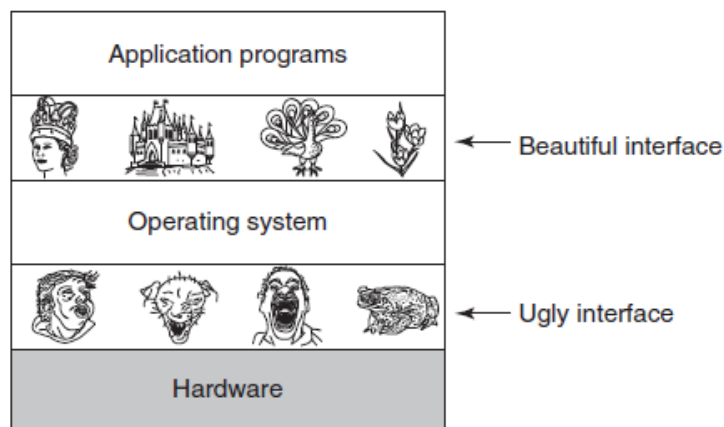 Application programs
Beautiful interface
Operating system
Ugly interface
Hardware